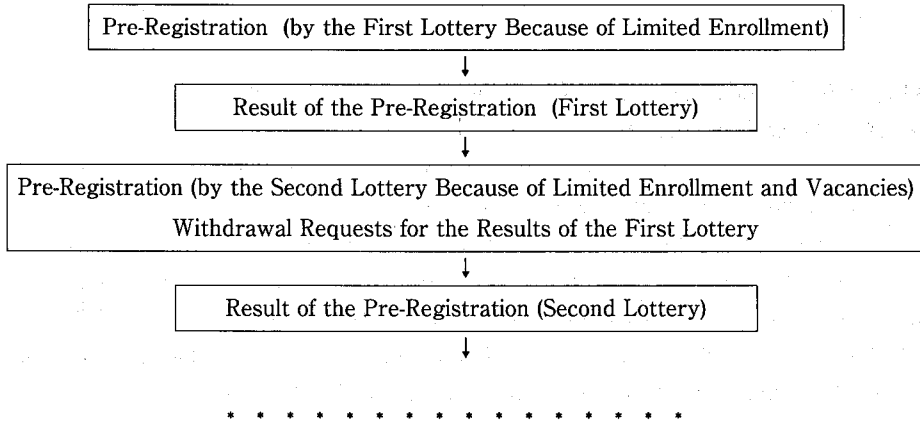 Pre-Registration (by the First Lottery Because of Limited Enrollment)
Result of the Pre-Registration (First Lottery)
Pre-Registration (by the Second Lottery Because of Limited Enrollment and Vacancies)
Withdrawal Requests for the Results of the First Lottery
Result of the Pre-Registration (Second Lottery)
* * * * * * * * * * * * * * * *